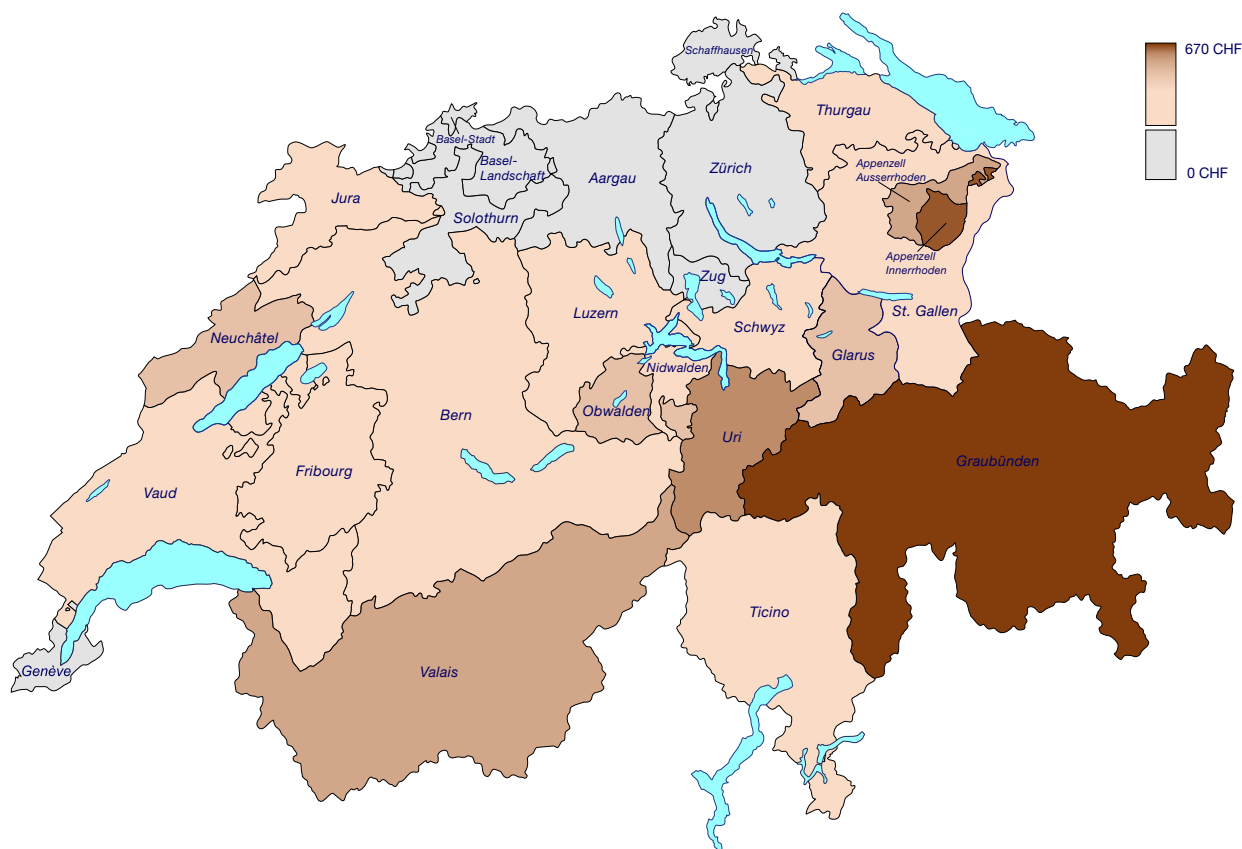 Schaffhausen
670 CHF
Thurgau
Basel-Stadt
Basel-
Landschaft
Zürich
Appenzell
Ausserrhoden
0 CHF
Aargau
Jura
Solothurn
Appenzell
Innerrhoden
Zug
Luzern
St. Gallen
Schwyz
Neuchâtel
Glarus
Nidwalden
Obwalden
Bern
Uri
Graubünden
Fribourg
Vaud
Ticino
Genève
Valais